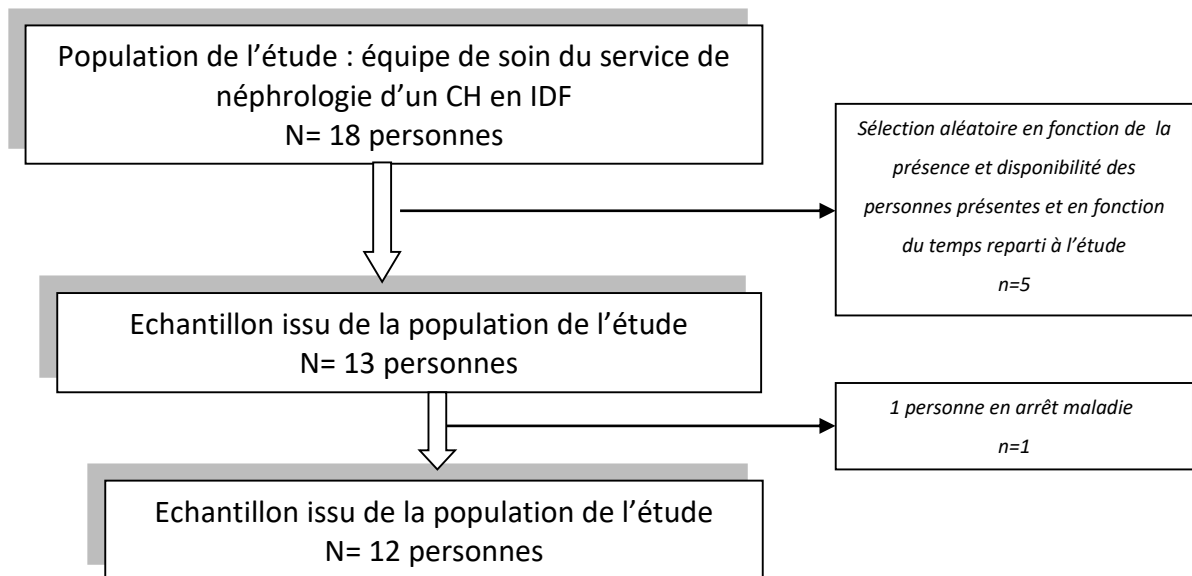 Population de l’étude : équipe de soin du service de
néphrologie d’un CH en IDF
N= 18 personnes
Sélection aléatoire en fonction de la
présence et disponibilité des
personnes présentes et en fonction
du temps reparti à l’étude
n=5
Echantillon issu de la population de l’étude
N= 13 personnes
1 personne en arrêt maladie
n=1
Echantillon issu de la population de l’étude
N= 12 personnes